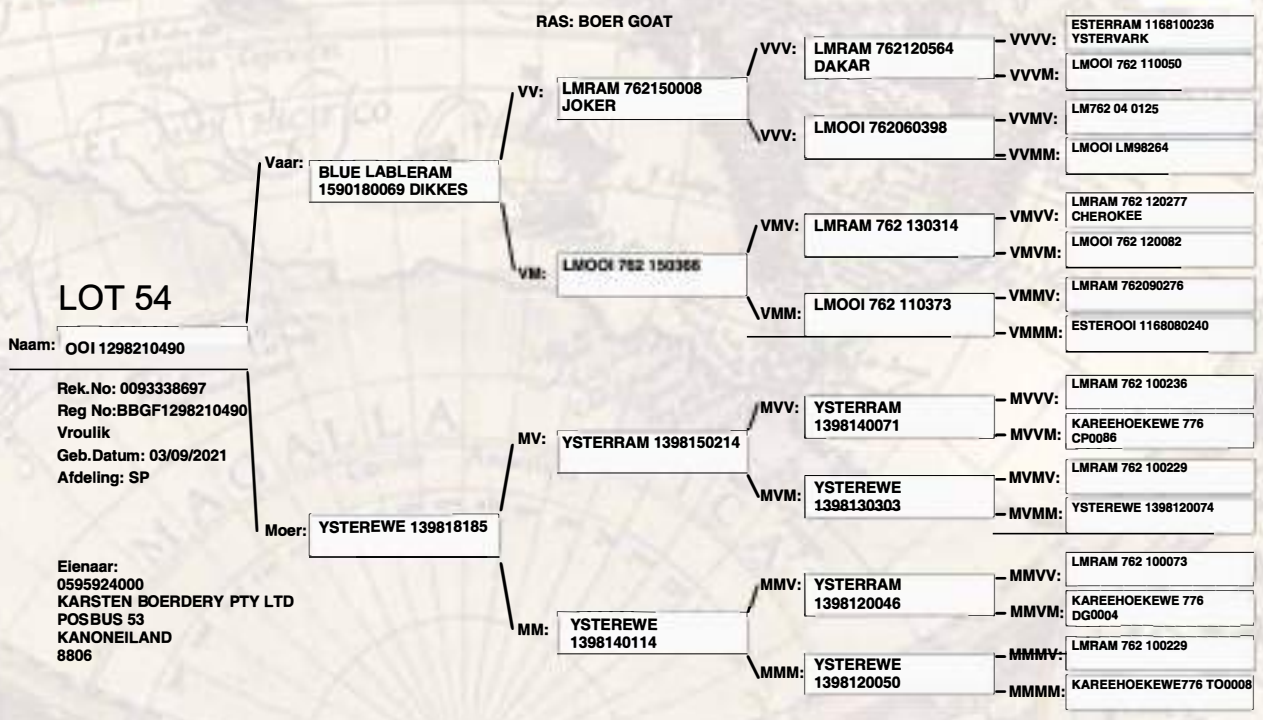 RAS: BOER GOAT
LOT 54
Naam: OOI 1298210490
Rek.No: 0093338697
Reg No:BBGF1298210490
Vroulik
Geb.Datum: 03/09/2021
Afdeling: SP
Eienaar:
0595924000
KARSTEN BOERDERY PTY LTD
POSBUS 53
KANONEILAND
8806
Vaar: BLUE LABLERAM
1590180069 DIKKES
Moer: YSTEREWE 139818185
VV: LMRAM 762150008
JOKER
VM: LMOOI 762 150366
MV: YSTERRAM 1398150214
MM: YSTEREWE
1398140114
VVV: LMRAM 762120564
DAKAR
VVV: LMOOI 762060398
VMV: LMRAM 762 130314
VMM: LMOOI 762 110373
MVV: YSTERRAM
1398140071
MVM: YSTEREWE
1398130303
MMV: YSTERRAM
1398120046
MMM: YSTEREWE
1398120050
VVVV: ESTERRAM 1168100236
YSTERVARK
VVVM: LMOOI 762 110050
VVMV: LM762 04 0125
VVMM: LMOOI LM98264
VMVV: LMRAM 762 120277
CHEROKEE
VMVM: LMOOI 762 120082
VMMV: LMRAM 762090276
VMMM: ESTEROOI 1168080240
MVVV: LMRAM 762 100236
MVVM: KAREEHOEKEWE 776
CP0086
MVMV: LMRAM 762 100229
MVMM: YSTEREWE 1398120074
MMVV: LMRAM 762 100073
MMVM: KAREEHOEKEWE 776
DG0004
MMMV: LMRAM 762 100229
MMMM: KAREEHOEKEWE776 TO0008